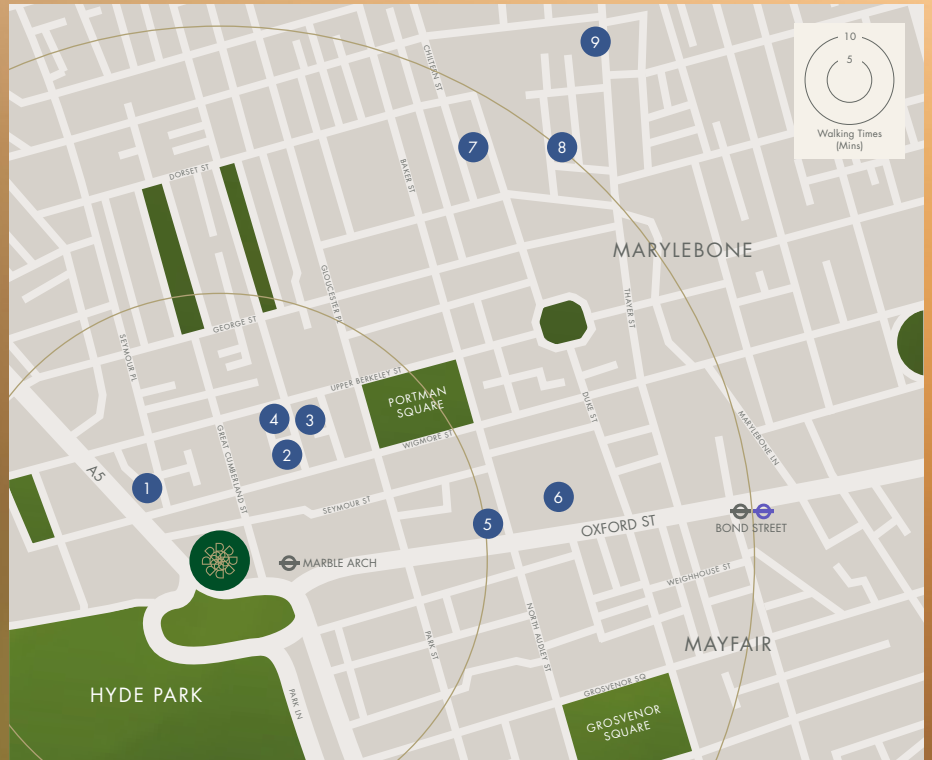 9
10
5
Walking Times
(Mins)
CHILTERN ST
7
8
BAKER ST
DORSET ST
MARYLEBONE
GLOUCESTER PL
THAYER ST
GEORGE ST
SEYMOUR PL
UPPER BERKELEY ST
PORTMAN
SQUARE
DUKE ST
4
3
WIGMORE ST
MARYLEBONE LN
GREAT CUMBERLAND ST
2
A5
1
SEYMOUR ST
6
5
OXFORD ST
BOND STREET
MARBLE ARCH
WEIGHHOUSE ST
NORTH AUDLEY ST
PARK ST
MAYFAIR
GROSVENOR SQ
HYDE PARK
PARK LN
GROSVENOR
SQUARE